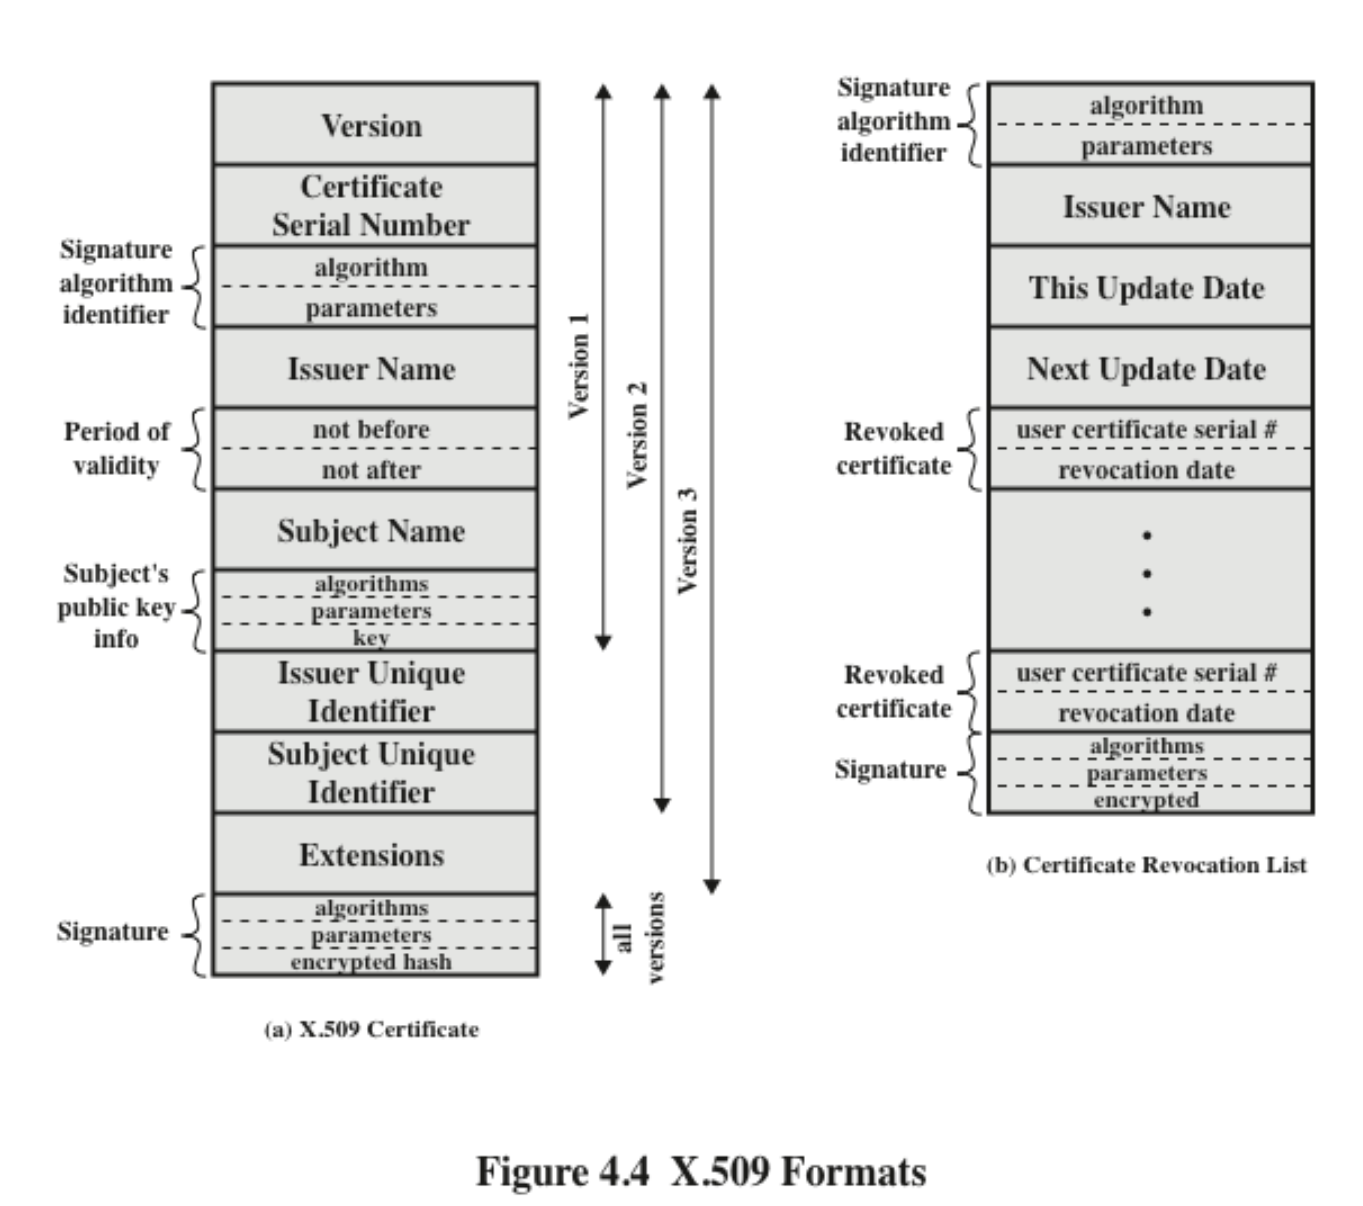 Version
Certificate
Serial Number
Signature
algorithm
identifier
algorithm
parameters
Issuer Name
Period of
validity
not before
not after
Subject Name
Subject's
public key
info
algorithms
parameters
key
Issuer Unique
Identifier
Subject Unique
Identifier
Extensions
Signature
algorithms
parameters
encrypted hash
Version 1
Version 2
Version 3
all
versions
(a) X.509 Certificate
Signature
algorithm
identifier
algorithm
parameters
Issuer Name
This Update Date
Next Update Date
Revoked
certificate
user certificate serial #
revocation date
Revoked
certificate
user certificate serial #
revocation date
Signature
algorithms
parameters
encrypted
(b) Certificate Revocation List
Figure 4.4 X.509 Formats